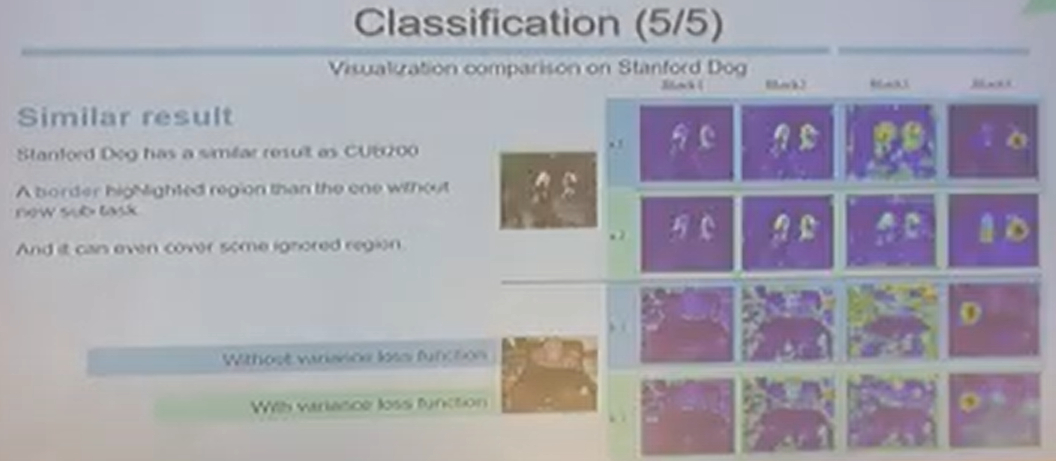 Classification (5/5)
Visualization comparison on Stanford Dog
Block1 Block2 Block3 Block4
Similar result
Stanford Dog has a similar result as CUB200
A border highlighted region than the one without
new sub-task
And it can even cover some ignored region.
Without variance loss function
With variance loss function